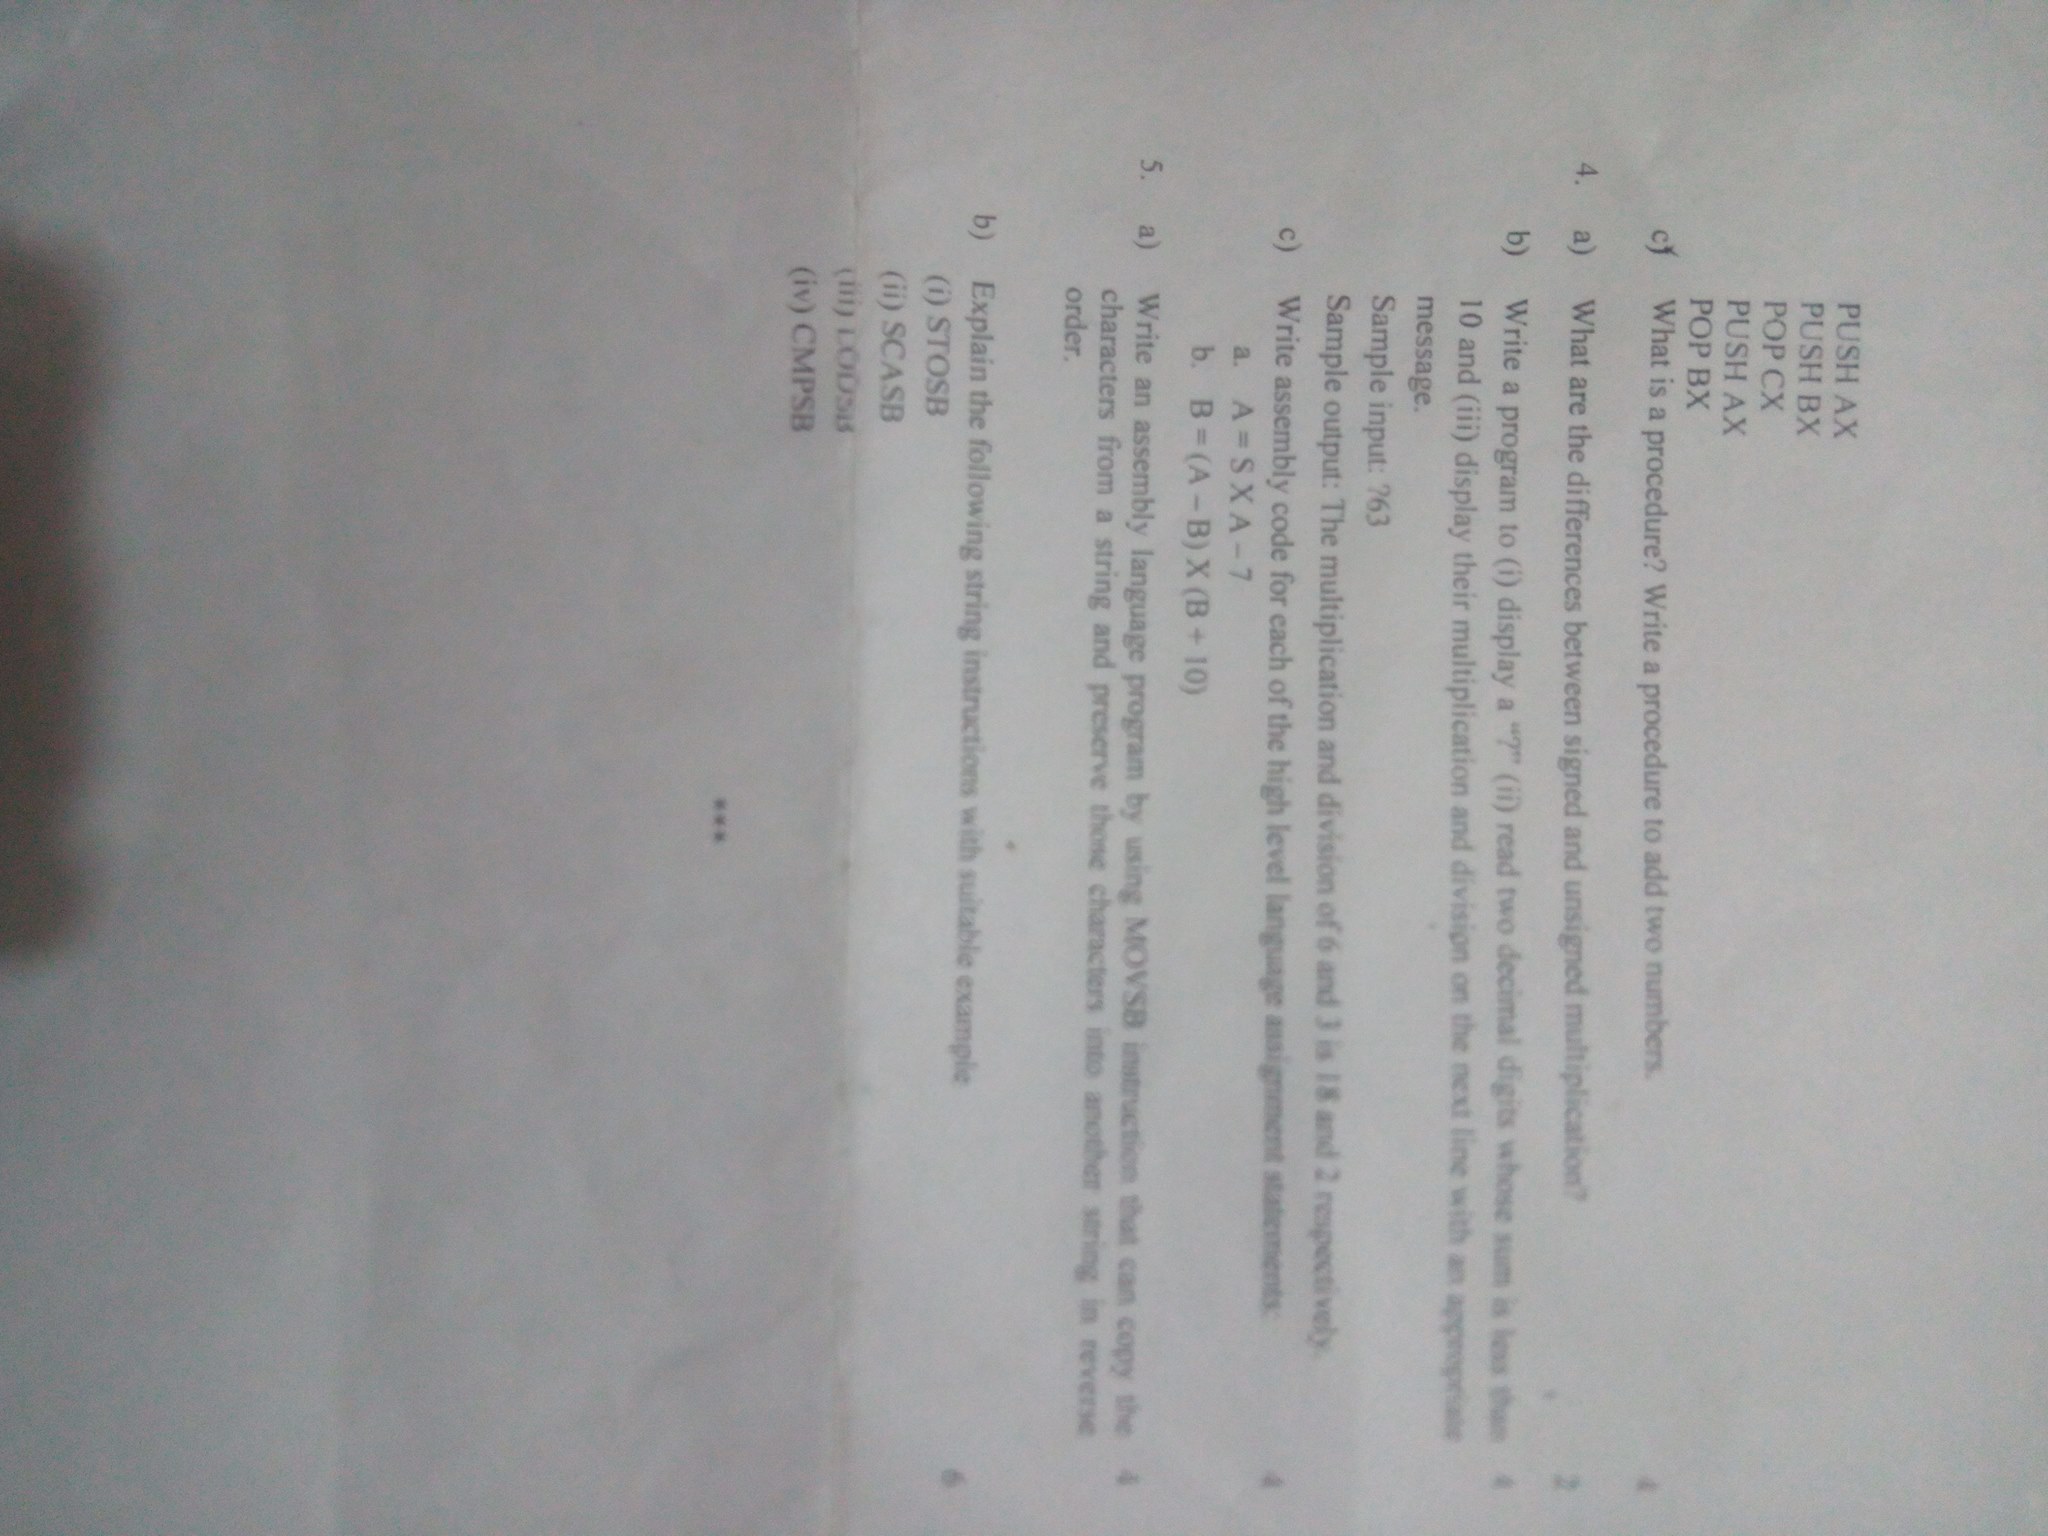 PUSH AX
PUSH BX
POP CX
PUSH AX
POP BX
c) What is a procedure? Write a procedure to add two numbers. 4
4. a) What are the differences between signed and unsigned multiplication? 2
b) Write a program to (i) display a "?" (ii) read two decimal digits whose sum is less than 4
10 and (iii) display their multiplication and division on the next line with an appropriate
message.
Sample input: ?63
Sample output: The multiplication and division of 6 and 3 is 18 and 2 respectively.
c) Write assembly code for each of the high level language assignment statements: 4
a. A = S X A – 7
b. B = (A – B) X (B + 10)
5. a) Write an assembly language program by using MOVSB instruction that can copy the 4
characters from a string and preserve those characters into another string in reverse
order.
b) Explain the following string instructions with suitable example 6
(i) STOSB
(ii) SCASB
(iii) LODSB
(iv) CMPSB
***